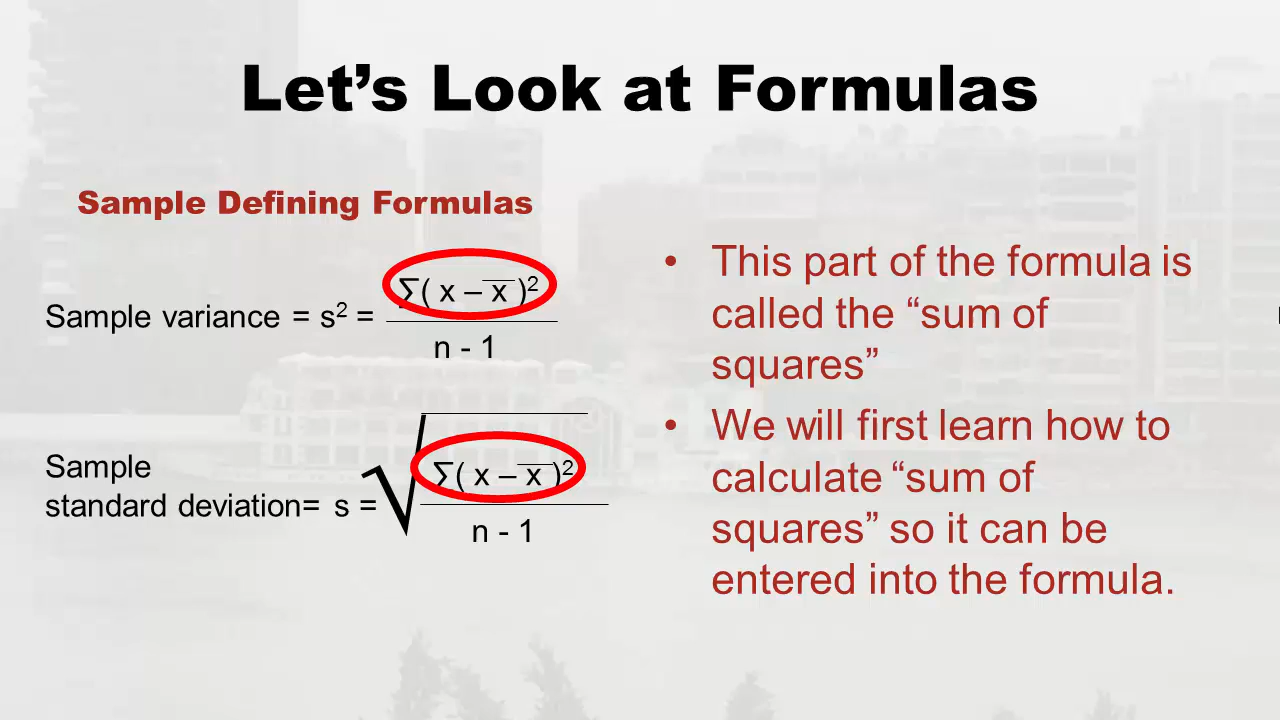 Let’s Look at Formulas
Sample Defining Formulas
Sample variance = s² =
∑( x – x̅ )²
n - 1
Sample
standard deviation= s =
√
∑( x – x̅ )²
n - 1
• This part of the formula is
called the “sum of
squares”
• We will first learn how to
calculate “sum of
squares” so it can be
entered into the formula.